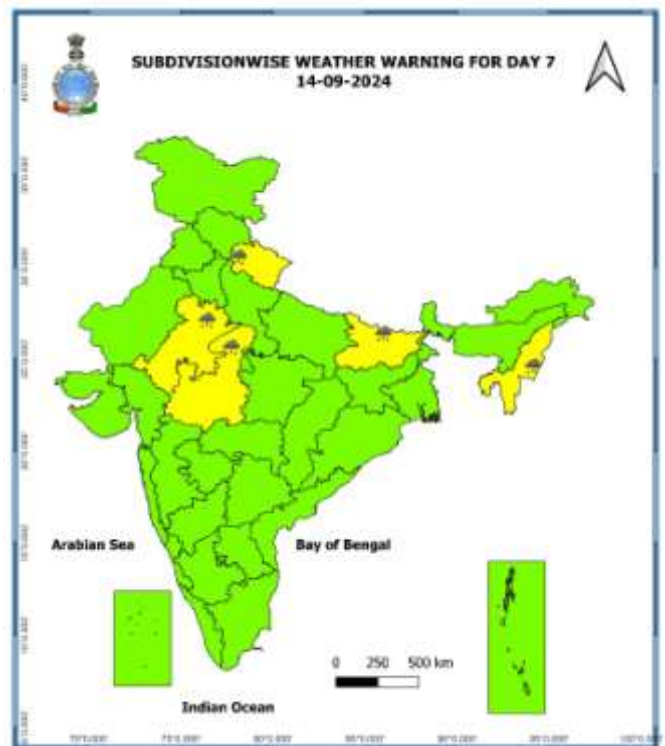 SUBDIVISIONWISE WEATHER WARNING FOR DAY 7
14-09-2024
Arabian Sea
Bay of Bengal
0 250 500 km
Indian Ocean